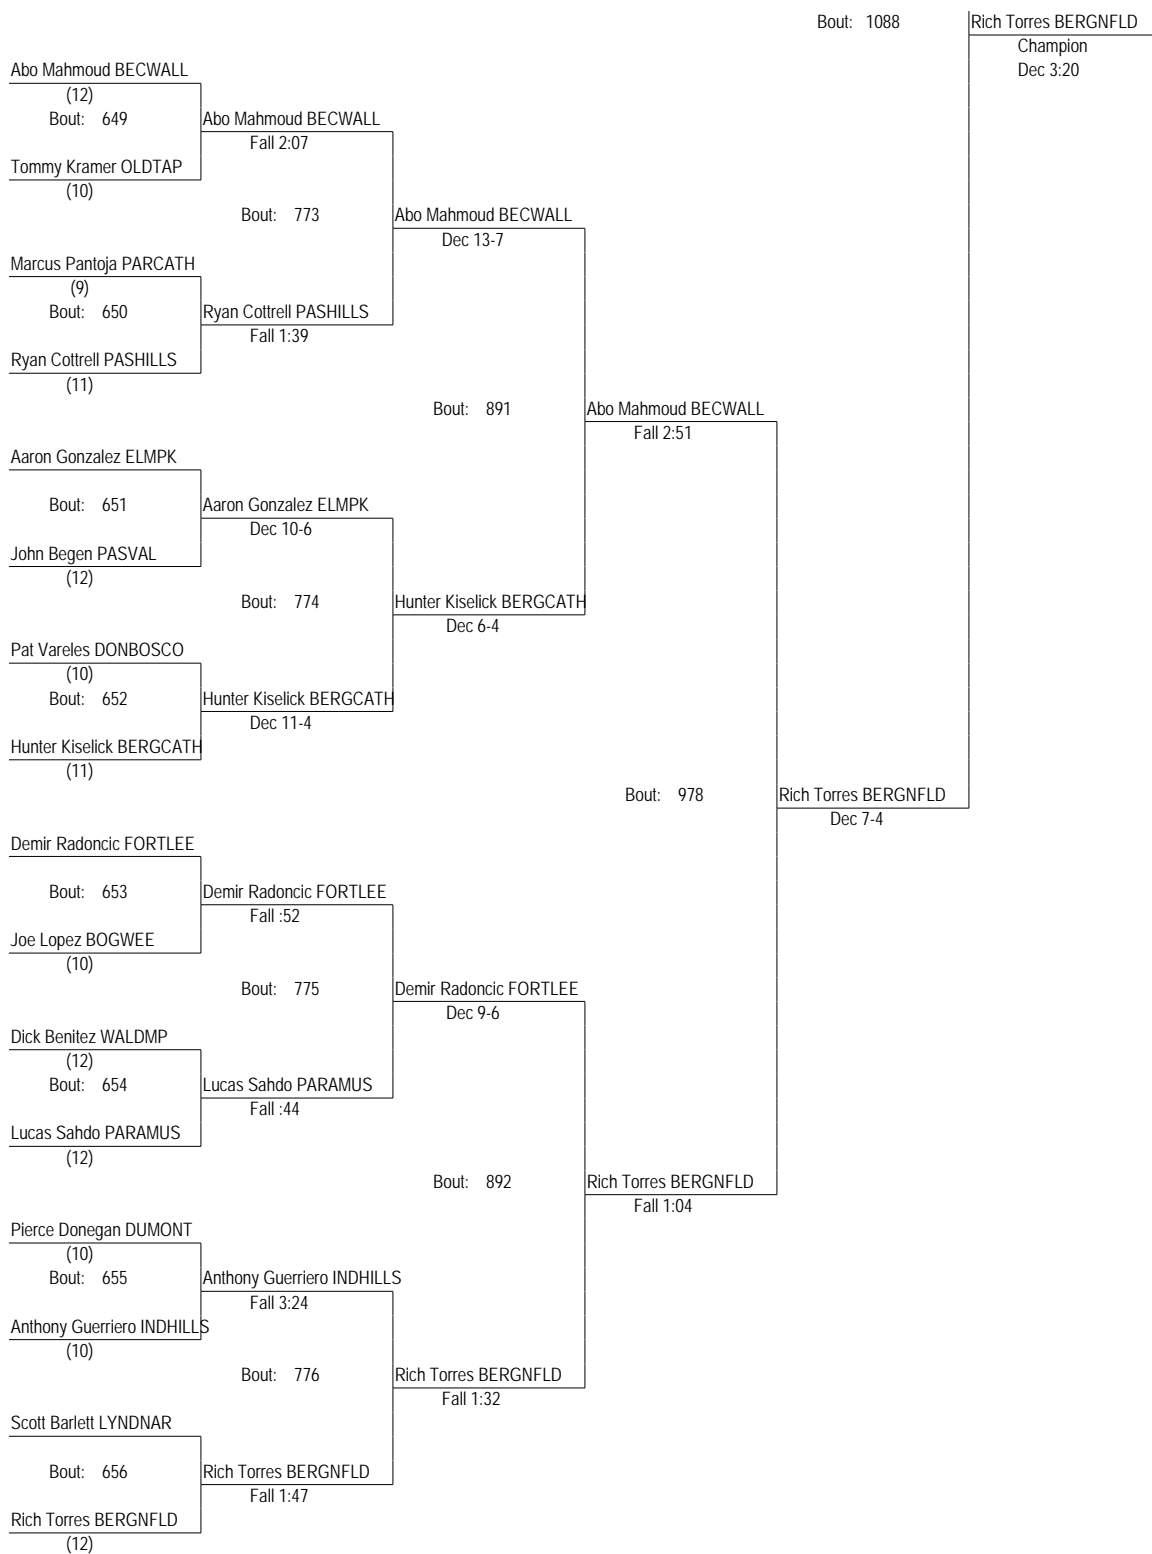 Bout: 1088 Rich Torres BERGNFLD
Champion
Dec 3:20
Abo Mahmoud BECWALL
(12)
Bout: 649 Abo Mahmoud BECWALL
Fall 2:07
Tommy Kramer OLDTAP
(10)
Bout: 773 Abo Mahmoud BECWALL
Dec 13-7
Marcus Pantoja PARCATH
(9)
Bout: 650 Ryan Cottrell PASHILLS
Fall 1:39
Ryan Cottrell PASHILLS
(11)
Bout: 891 Abo Mahmoud BECWALL
Fall 2:51
Aaron Gonzalez ELMPK
Bout: 651 Aaron Gonzalez ELMPK
Dec 10-6
John Begen PASVAL
(12)
Bout: 774 Hunter Kiselick BERGCATH
Dec 6-4
Pat Vareles DONBOSCO
(10)
Bout: 652 Hunter Kiselick BERGCATH
Dec 11-4
Hunter Kiselick BERGCATH
(11)
Bout: 978 Rich Torres BERGNFLD
Dec 7-4
Demir Radoncic FORTLEE
Bout: 653 Demir Radoncic FORTLEE
Fall :52
Joe Lopez BOGWEE
(10)
Bout: 775 Demir Radoncic FORTLEE
Dec 9-6
Dick Benitez WALDMP
(12)
Bout: 654 Lucas Sahdo PARAMUS
Fall :44
Lucas Sahdo PARAMUS
(12)
Bout: 892 Rich Torres BERGNFLD
Fall 1:04
Pierce Donegan DUMONT
(10)
Bout: 655 Anthony Guerriero INDHILLS
Fall 3:24
Anthony Guerriero INDHILLS
(10)
Bout: 776 Rich Torres BERGNFLD
Fall 1:32
Scott Barlett LYNDNAR
Bout: 656 Rich Torres BERGNFLD
Fall 1:47
Rich Torres BERGNFLD
(12)